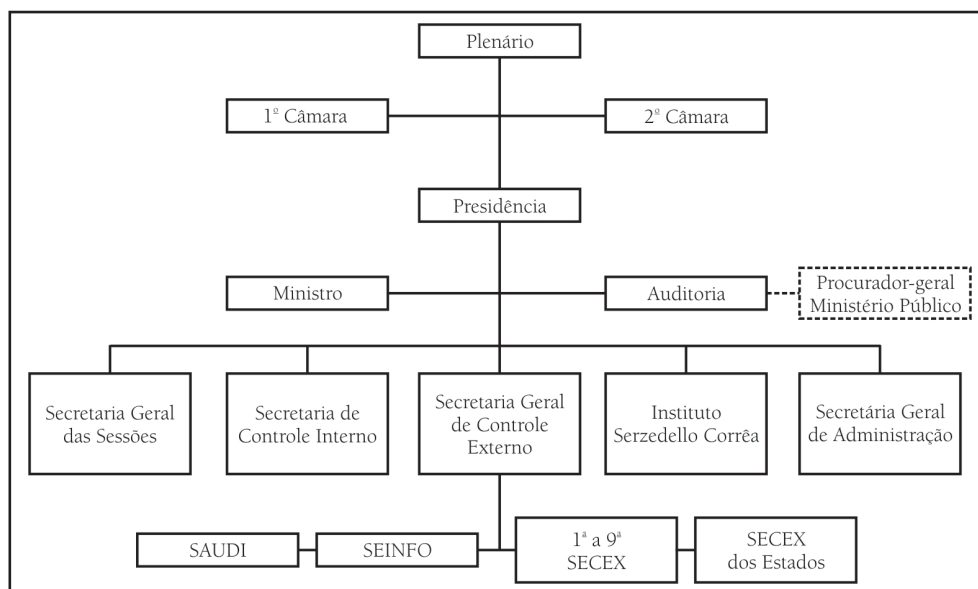 Plenário
1º Câmara
2º Câmara
Presidência
Ministro
Auditoria
Procurador-geral
Ministério Público
Secretaria Geral
das Sessões
Secretaria de
Controle Interno
Secretaria Geral
de Controle
Externo
Instituto
Serzedello Corrêa
Secretária Geral
de Administração
SAUDI
SEINFO
1ª a 9ª
SECEX
SECEX
dos Estados